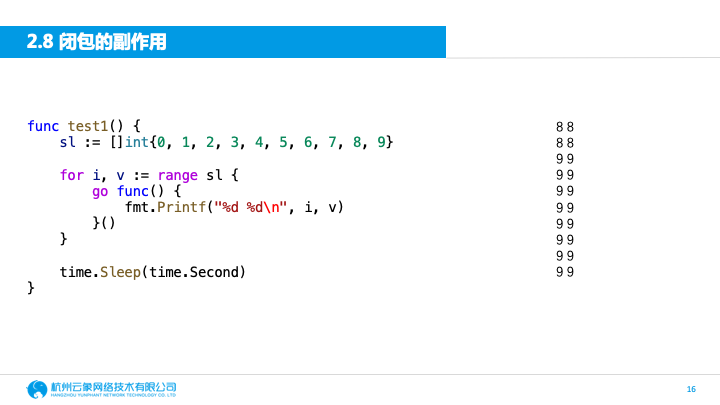 2.8 闭包的副作用
func test1() {
    sl := []int{0, 1, 2, 3, 4, 5, 6, 7, 8, 9}
    for i, v := range sl {
        go func() {
            fmt.Printf("%d %d\n", i, v)
        }()
    }
    time.Sleep(time.Second)
}
8 8
8 8
9 9
9 9
9 9
9 9
9 9
9 9
9 9
9 9
杭州云象网络技术有限公司
HANGZHOU YUNPHANT NETWORK TECHNOLOGY CO. LTD
16